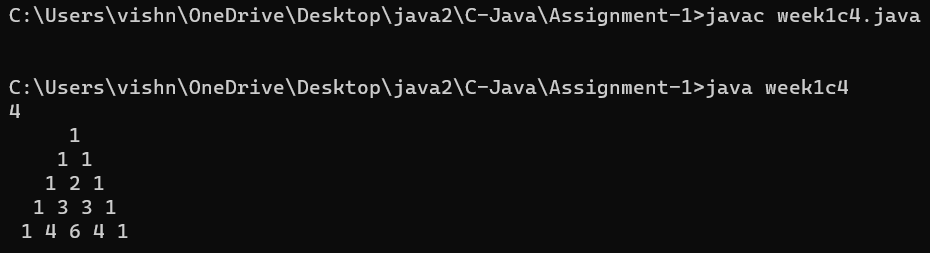 C:\Users\vishn\OneDrive\Desktop\java2\C-Java\Assignment-1>javac week1c4.java
C:\Users\vishn\OneDrive\Desktop\java2\C-Java\Assignment-1>java week1c4
4
     1
    1 1
   1 2 1
  1 3 3 1
 1 4 6 4 1